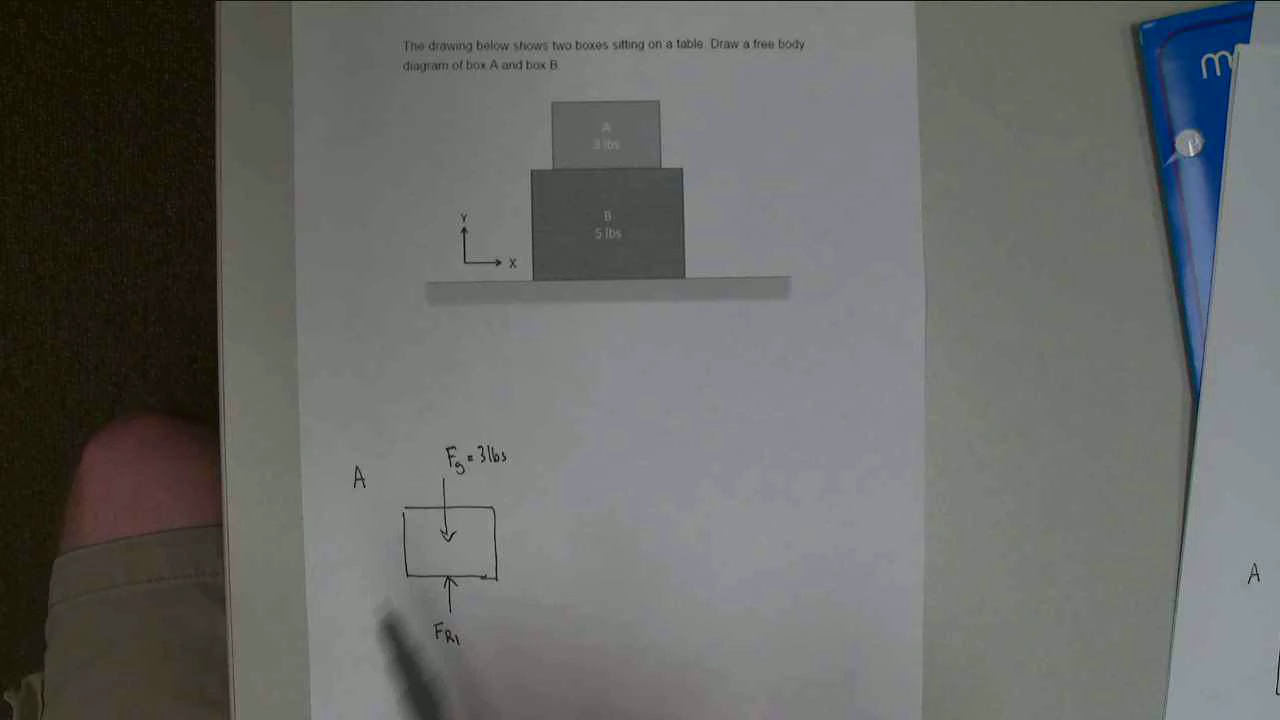 The drawing below shows two boxes sitting on a table. Draw a free body
diagram of box A and box B
A
3 lbs
B
5 lbs
Y
X
A
Fg = 3lbs
FR1
m
A